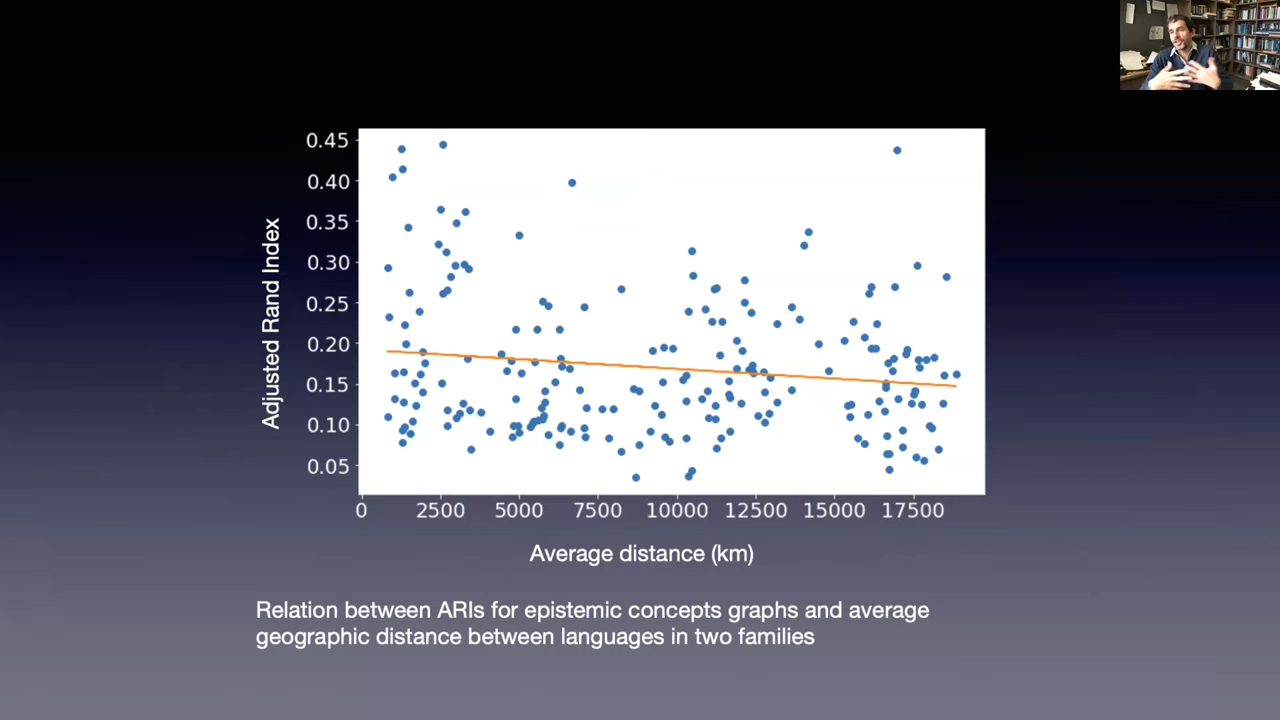 0.45
0.40
0.35
0.30
0.25
0.20
0.15
0.10
0.05
Adjusted Rand Index
0 2500 5000 7500 10000 12500 15000 17500
Average distance (km)
Relation between ARIs for epistemic concepts graphs and average
geographic distance between languages in two families